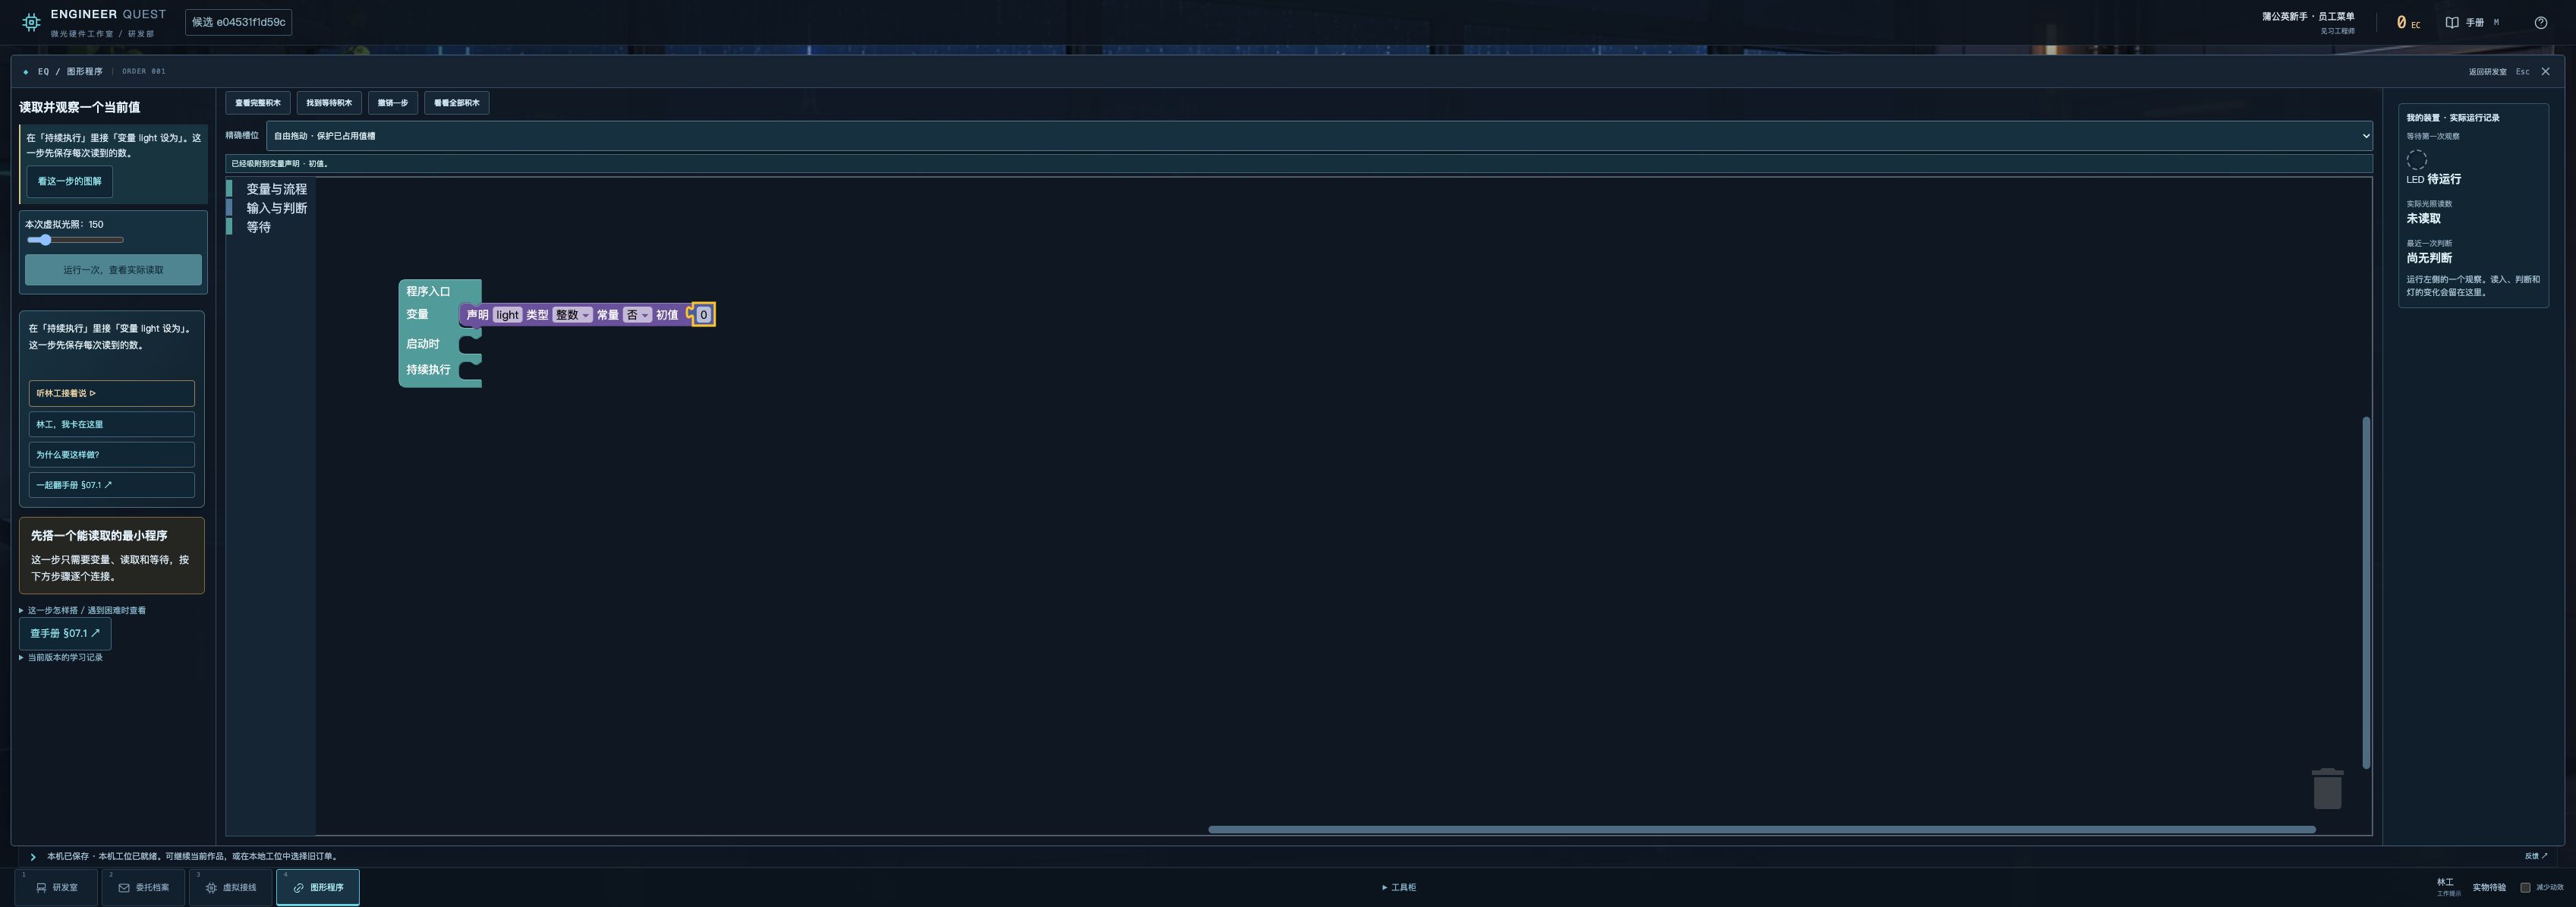 ENGINEER QUEST
微光硬件工作室 / 研发部
候选 e04531f1d59c
蒲公英新手 · 员工菜单
见习工程师
0 EC
手册 M
EQ / 图形程序 ORDER 001
返回研发室 Esc
读取并观察一个当前值
在「持续执行」里接「变量 light 设为」。这
一步先保存每次读到的数。
看这一步的图解
本次虚拟光照：150
运行一次，查看实际读取
在「持续执行」里接「变量 light 设为」。
这一步先保存每次读到的数。
听林工接着说
林工，我卡在这里
为什么要这样做？
一起翻手册 §07.1 ↗
先搭一个能读取的最小程序
这一步只需要变量、读取和等待，按
下方步骤逐个连接。
这一步怎样搭 / 遇到困难时查看
查手册 §07.1 ↗
当前版本的学习记录
查看完整积木
找到等待积木
撤销一步
看看全部积木
精确槽位
自由拖动 · 保护已占用值槽
已经吸附到变量声明 · 初值。
变量与流程
输入与判断
等待
程序入口
变量
声明 light 类型 整数 常量 否 初值 0
启动时
持续执行
我的装置 · 实际运行记录
等待第一次观察
LED 待运行
实际光照读数
未读取
最近一次判断
尚无判断
运行左侧的一个观察。读入、判断和
灯的变化会留在这里。
本机已保存 · 本机工位已就绪。可继续当前作品，或在本地工位中选择旧订单。
反馈 ↗
1 研发室
2 委托档案
3 虚拟接线
4 图形程序
工具柜
林工
工作提示
实物待验
减少动效